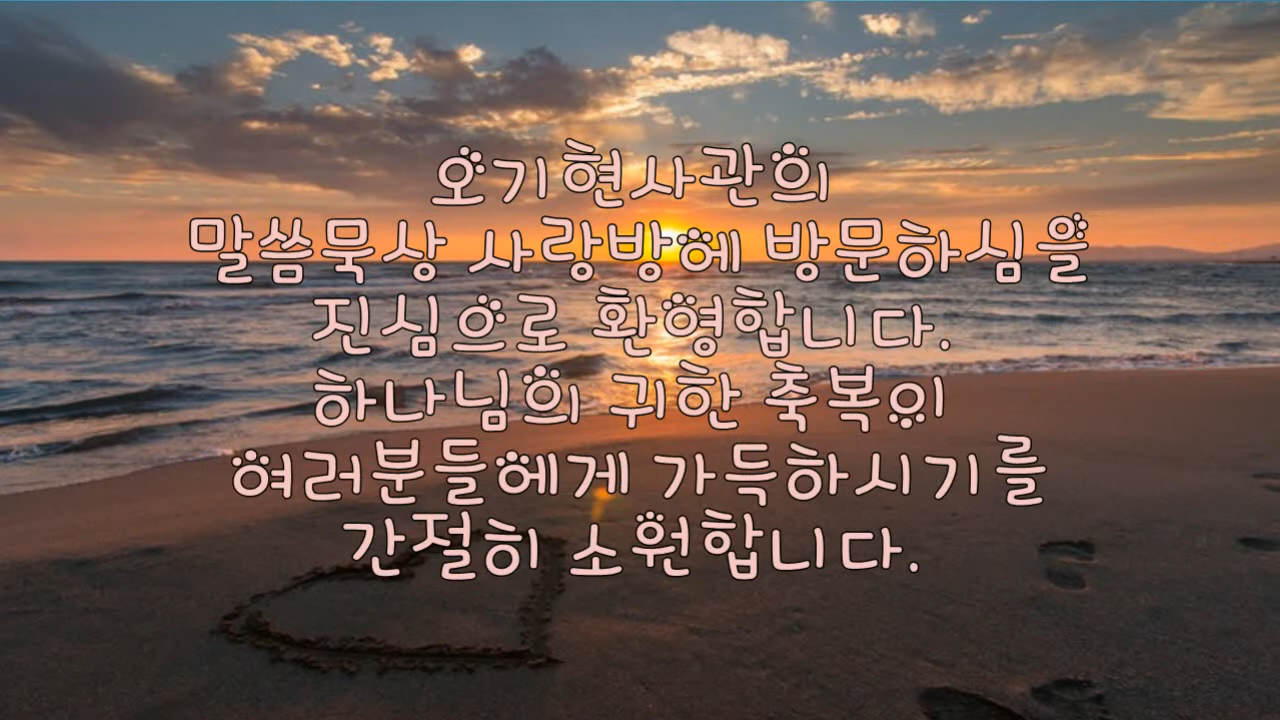 오기현사관의
말씀묵상 사랑방에 방문하심을
진심으로 환영합니다.
하나님의 귀한 축복이
여러분들에게 가득하시기를
간절히 소원합니다.